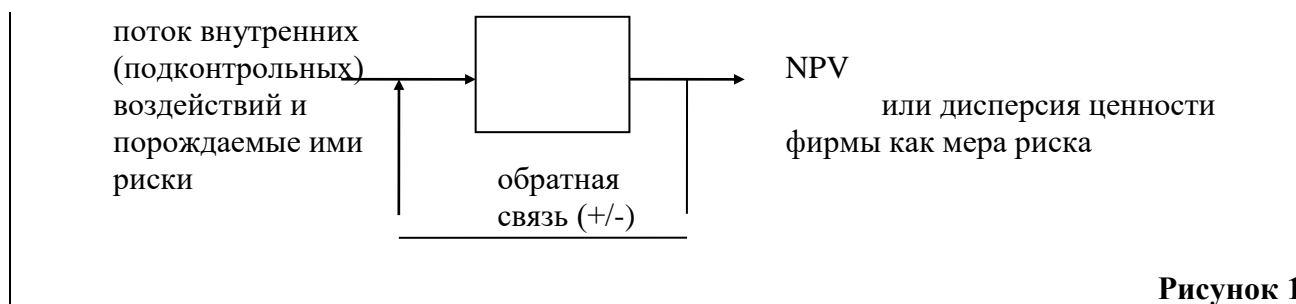 поток внутренних
(подконтрольных)
воздействий и
порождаемые ими
риски
обратная
связь (+/-)
NPV
или дисперсия ценности
фирмы как мера риска
Рисунок 1